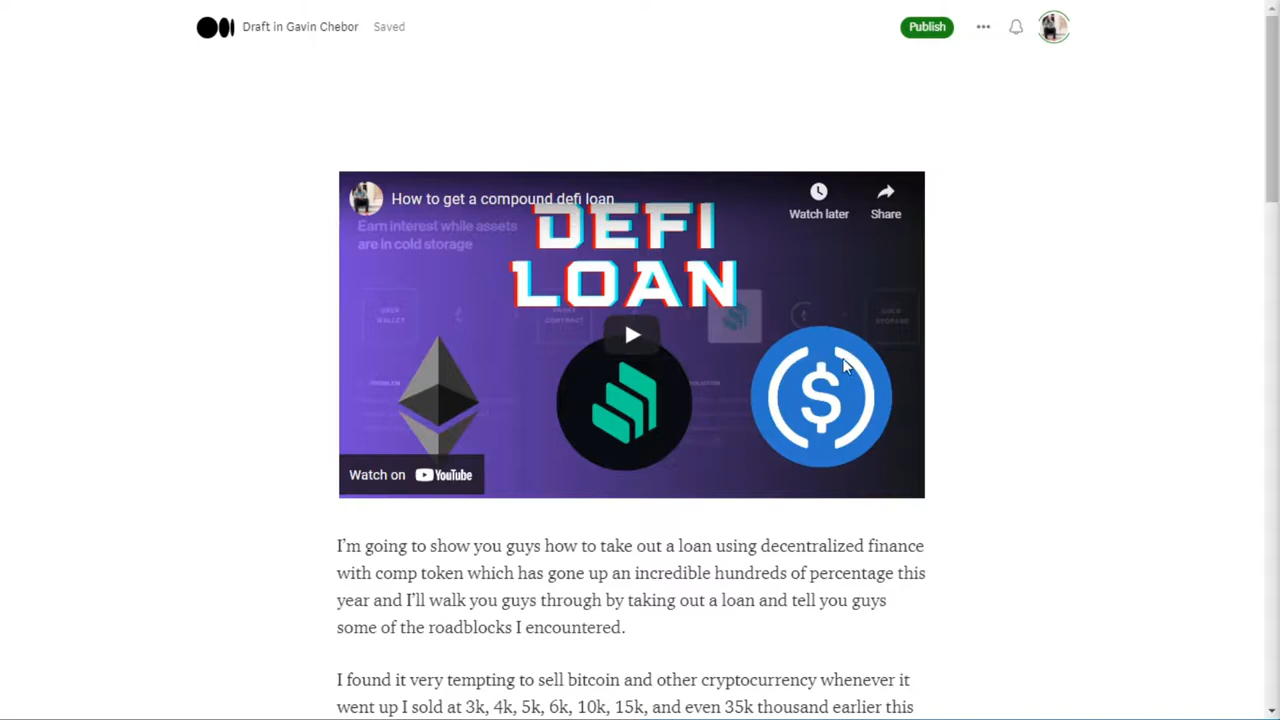 Draft in Gavin Chebor Saved
Publish
How to get a compound defi loan
Watch later
Share
Earn interest while assets
are in cold storage
DEFI
LOAN
Watch on YouTube
I'm going to show you guys how to take out a loan using decentralized finance
with comp token which has gone up an incredible hundreds of percentage this
year and I'll walk you guys through by taking out a loan and tell you guys
some of the roadblocks I encountered.
I found it very tempting to sell bitcoin and other cryptocurrency whenever it
went up I sold at 3k, 4k, 5k, 6k, 10k, 15k, and even 35k thousand earlier this